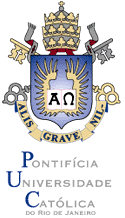 ΑΩ
ALIS GRAVE NIL
PONTIFÍCIA
UNIVERSIDADE
CATÓLICA
DO RIO DE JANEIRO